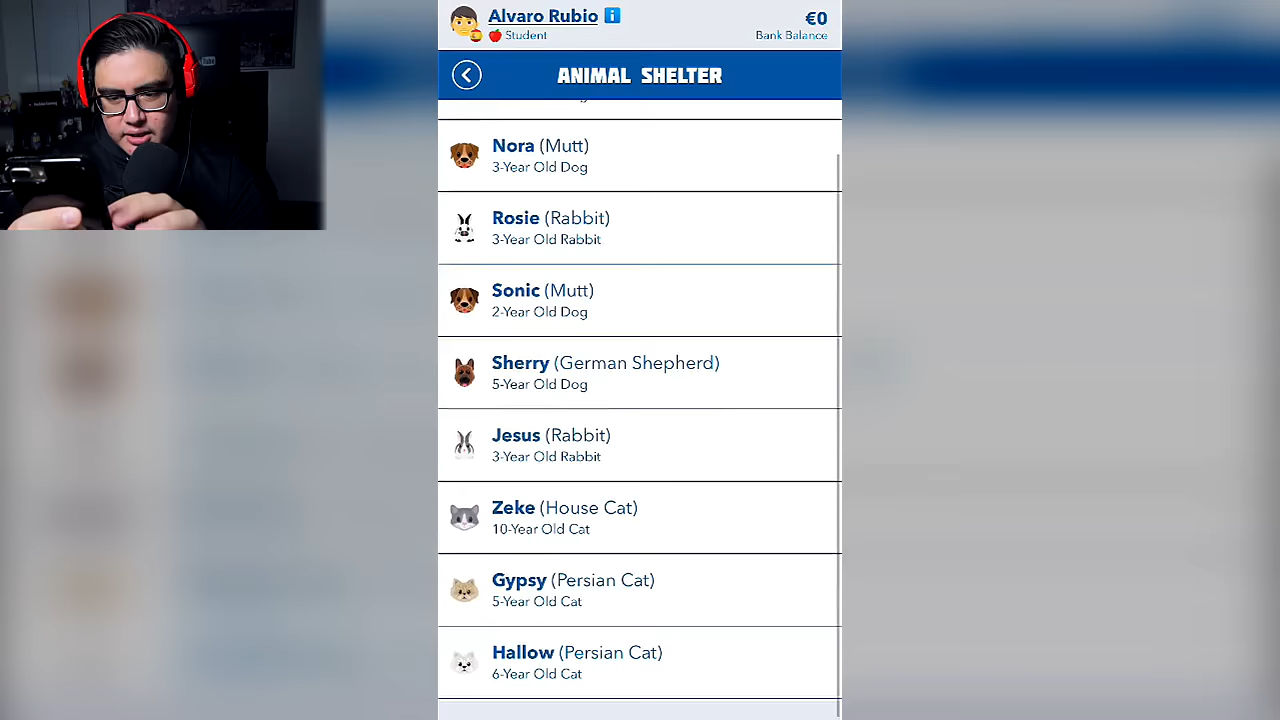 Alvaro Rubio
Student
€0
Bank Balance
ANIMAL SHELTER
Nora (Mutt)
3-Year Old Dog
Rosie (Rabbit)
3-Year Old Rabbit
Sonic (Mutt)
2-Year Old Dog
Sherry (German Shepherd)
5-Year Old Dog
Jesus (Rabbit)
3-Year Old Rabbit
Zeke (House Cat)
10-Year Old Cat
Gypsy (Persian Cat)
5-Year Old Cat
Hallow (Persian Cat)
6-Year Old Cat